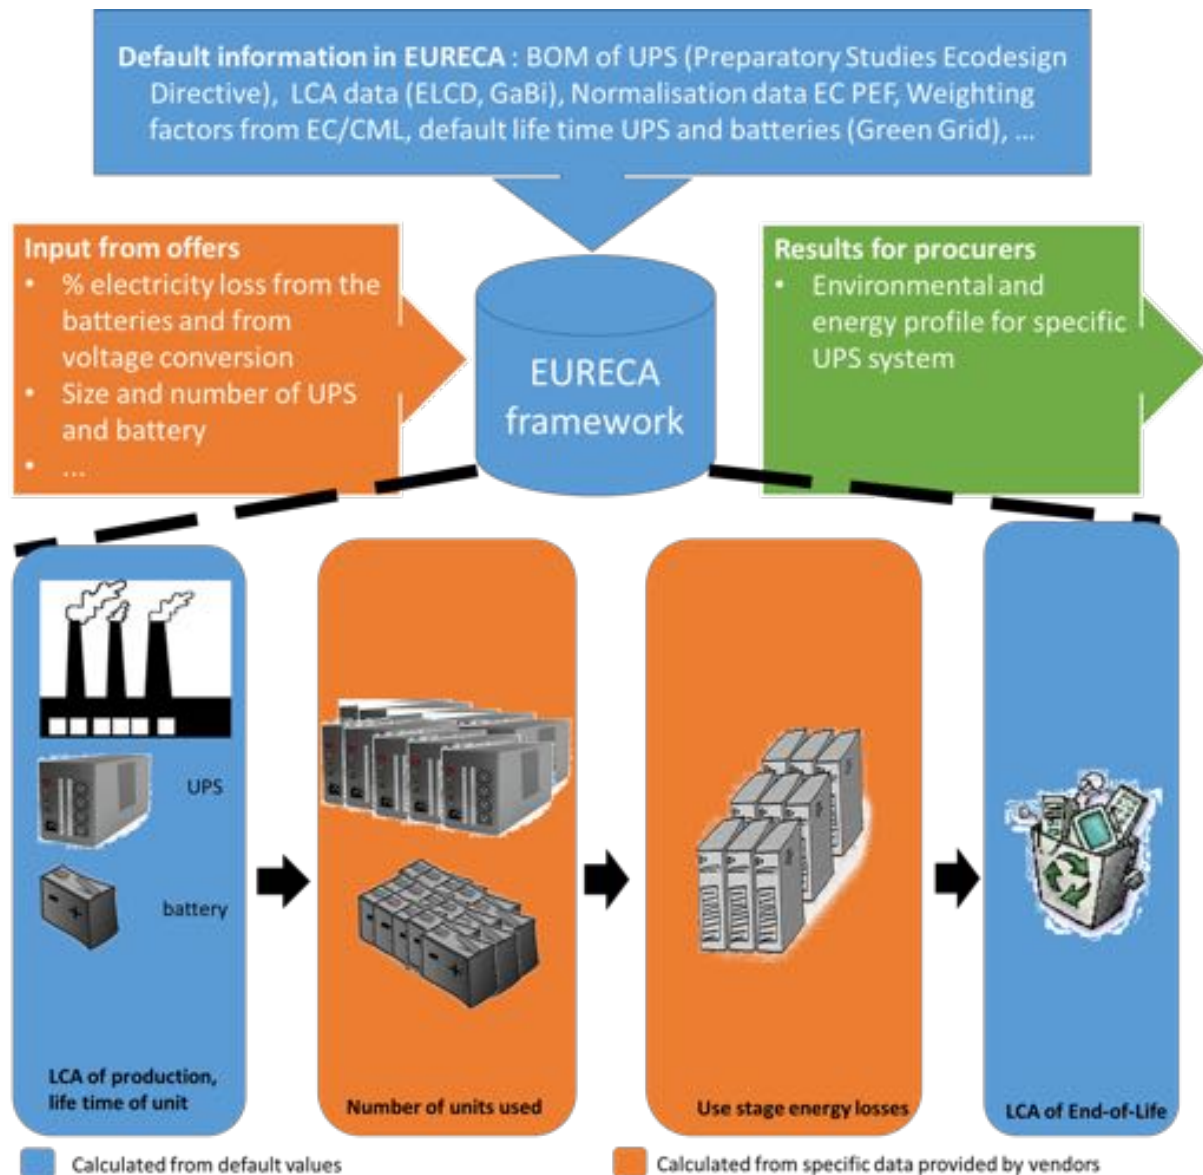 Default information in EURECA : BOM of UPS (Preparatory Studies Ecodesign
Directive), LCA data (ELCD, GaBi), Normalisation data EC PEF, Weighting
factors from EC/CML, default life time UPS and batteries (Green Grid), ...
Input from offers
• % electricity loss from the
batteries and from
voltage conversion
• Size and number of UPS
and battery
• ...
EURECA
framework
Results for procurers
• Environmental and
energy profile for specific
UPS system
UPS
battery
LCA of production,
life time of unit
Number of units used
Use stage energy losses
LCA of End-of-Life
Calculated from default values
Calculated from specific data provided by vendors